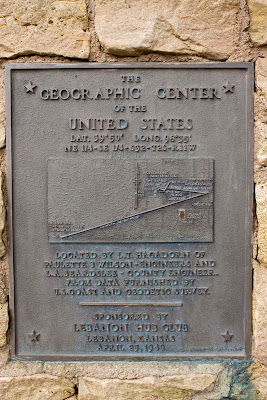 THE
GEOGRAPHIC CENTER
OF THE
UNITED STATES
LAT. 39°50' LONG. 98°35'
NE 1/4-SE 1/4-S32-T2S-R11W
LOCATED BY L.T. HAGADORN OF
PAULETTE & WILSON-ENGINEERS AND
L.A. BEARDSLEE-COUNTY ENGINEER.
FROM DATA FURNISHED BY
U.S. COAST AND GEODETIC SURVEY.
SPONSORED BY
LEBANON HUB CLUB
LEBANON, KANSAS
APRIL 25, 1940